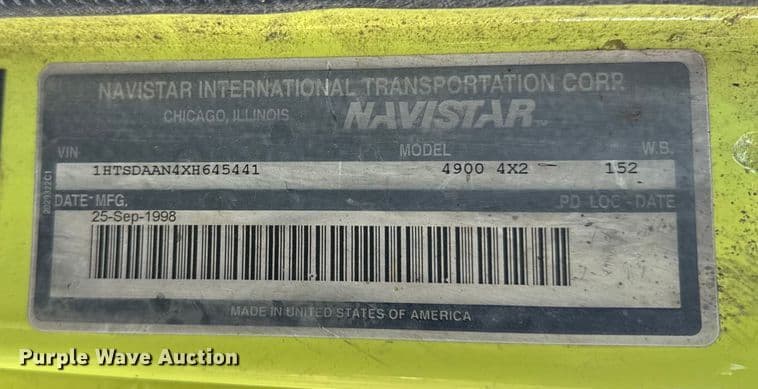 NAVISTAR INTERNATIONAL TRANSPORTATION CORP.
CHICAGO, ILLINOIS NAVISTAR
VIN MODEL W.B.
1HTSDAAN4XH645441 4900 4X2 152
DATE MFG. PD LOC - DATE
25-Sep-1998
MADE IN UNITED STATES OF AMERICA
Purple Wave Auction